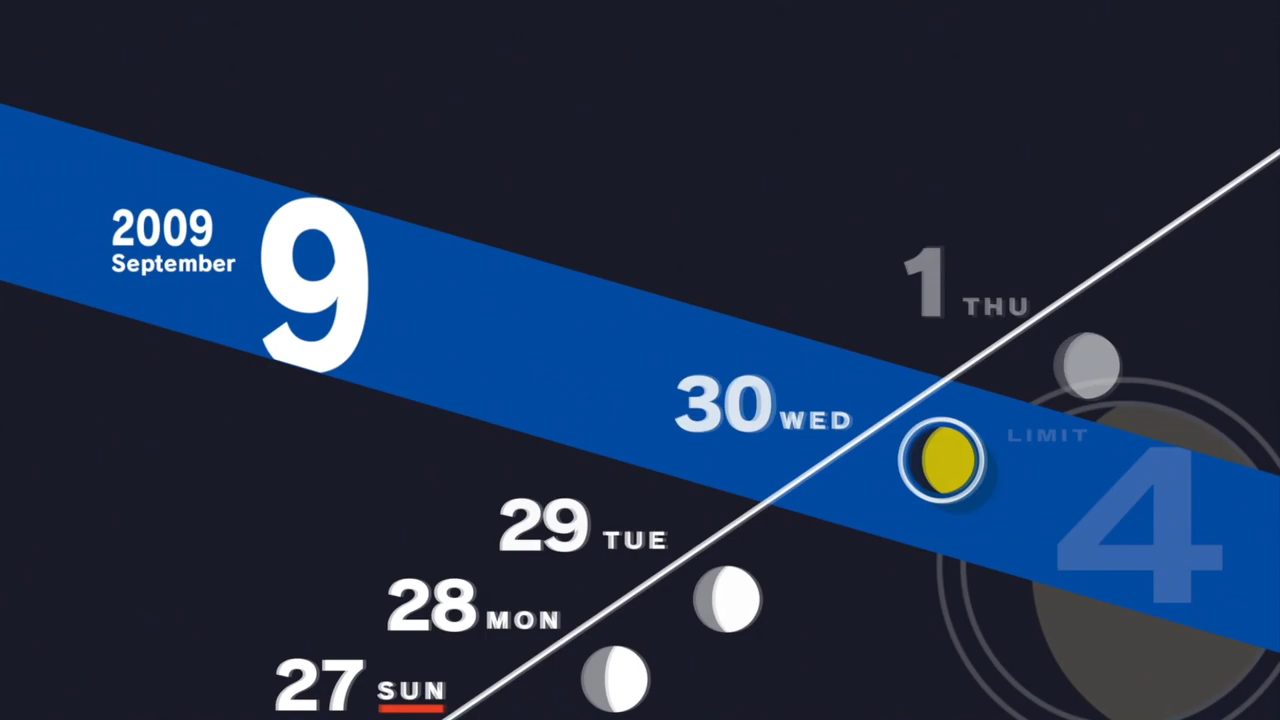 2009
September
9
1 THU
30 WED
LIMIT
4
29 TUE
28 MON
27 SUN